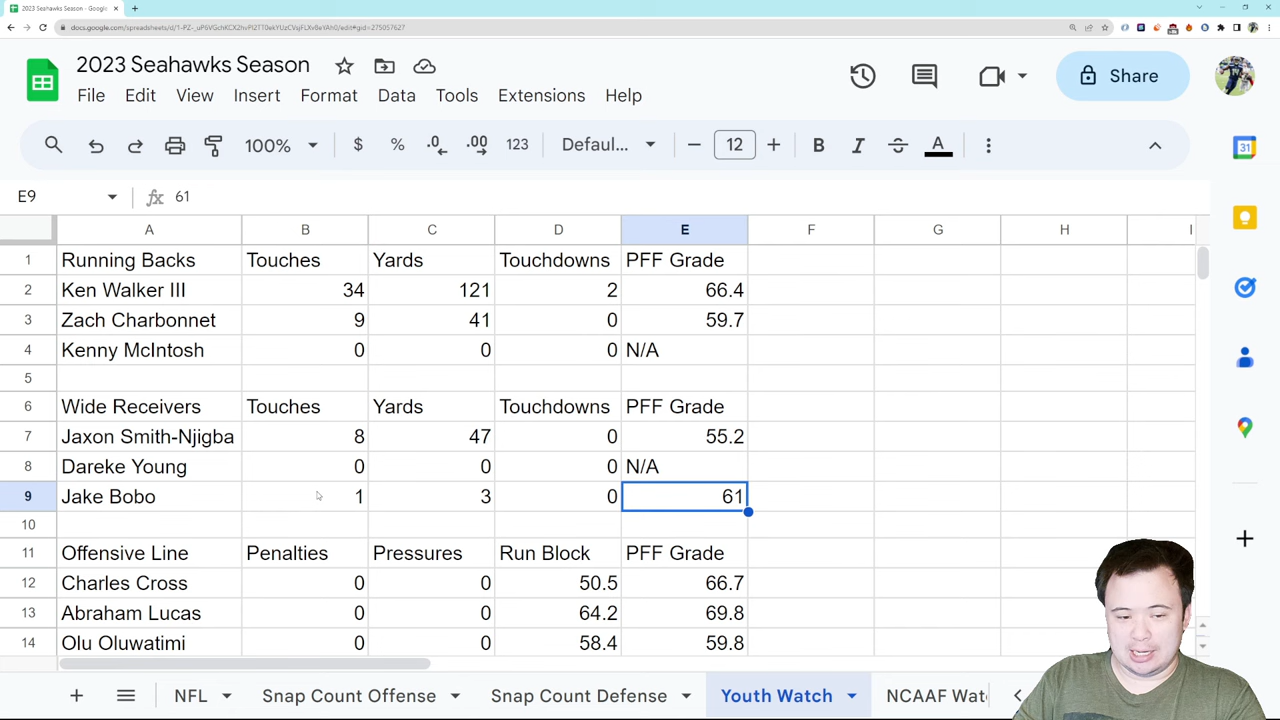 2023 Seahawks Season - Google
docs.google.com/spreadsheets/d/1-PZ-
edit#gid=275057627
2023 Seahawks Season
File Edit View Insert Format Data Tools Extensions Help
Share
100% $ % .0 .00 123 Defaul... 12 B I A
E9 61
A B C D E F G H I
1 Running Backs Touches Yards Touchdowns PFF Grade
2 Ken Walker III 34 121 2 66.4
3 Zach Charbonnet 9 41 0 59.7
4 Kenny McIntosh 0 0 0 N/A
5
6 Wide Receivers Touches Yards Touchdowns PFF Grade
7 Jaxon Smith-Njigba 8 47 0 55.2
8 Dareke Young 0 0 0 N/A
9 Jake Bobo 1 3 0 61
10
11 Offensive Line Penalties Pressures Run Block PFF Grade
12 Charles Cross 0 0 50.5 66.7
13 Abraham Lucas 0 0 64.2 69.8
14 Olu Oluwatimi 0 0 58.4 59.8
NFL Snap Count Offense Snap Count Defense Youth Watch NCAAF Wat
31